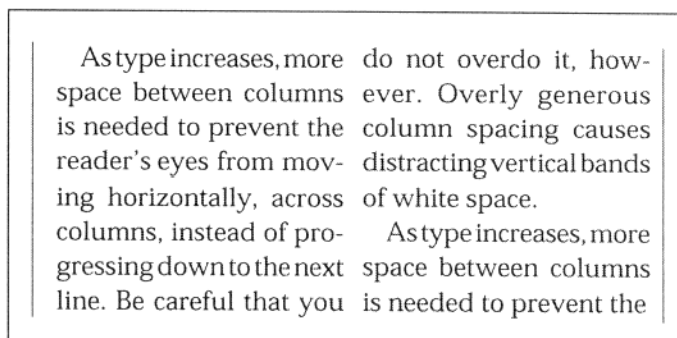 As type increases, more
space between columns
is needed to prevent the
reader's eyes from mov-
ing horizontally, across
columns, instead of pro-
gressing down to the next
line. Be careful that you
do not overdo it, how-
ever. Overly generous
column spacing causes
distracting vertical bands
of white space.
As type increases, more
space between columns
is needed to prevent the